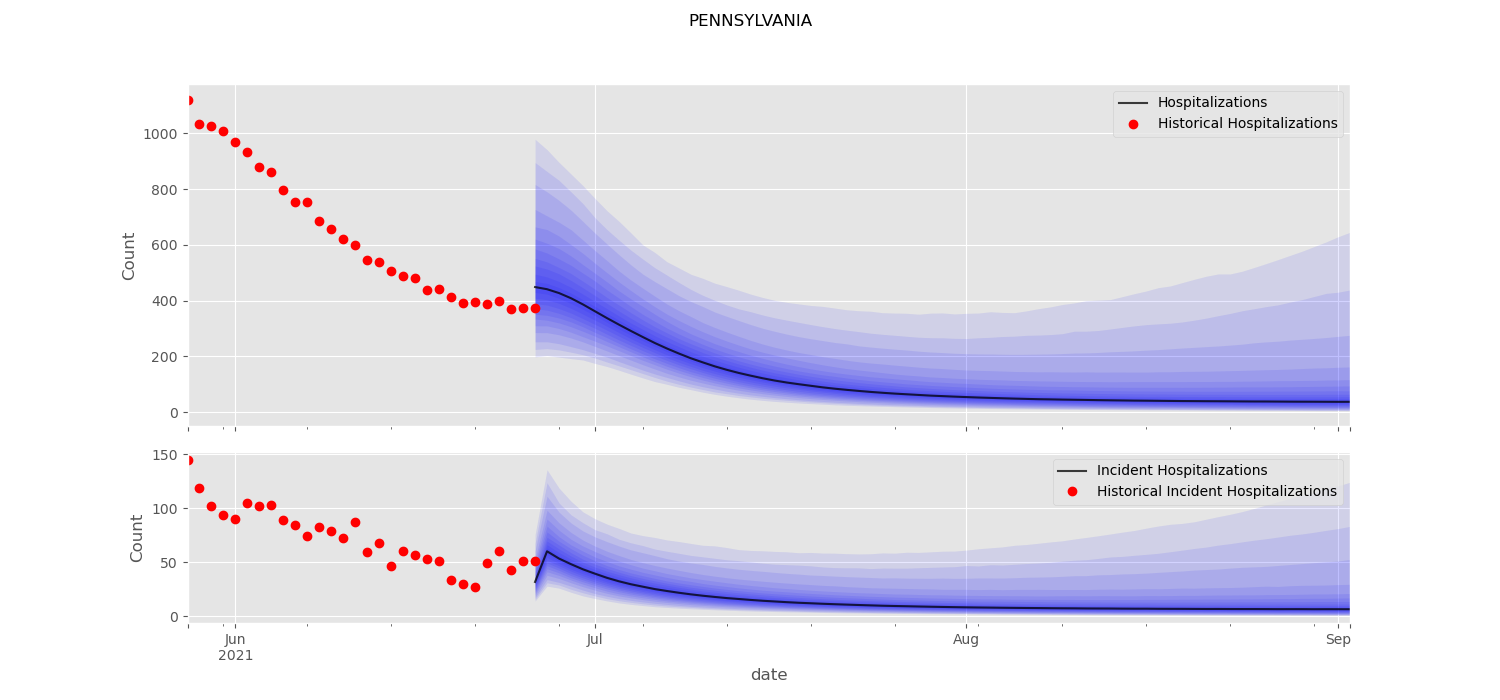 PENNSYLVANIA
Hospitalizations
Historical Hospitalizations
Count
1000
800
600
400
200
0
Incident Hospitalizations
Historical Incident Hospitalizations
Count
150
100
50
0
Jun
2021
Jul
Aug
Sep
date